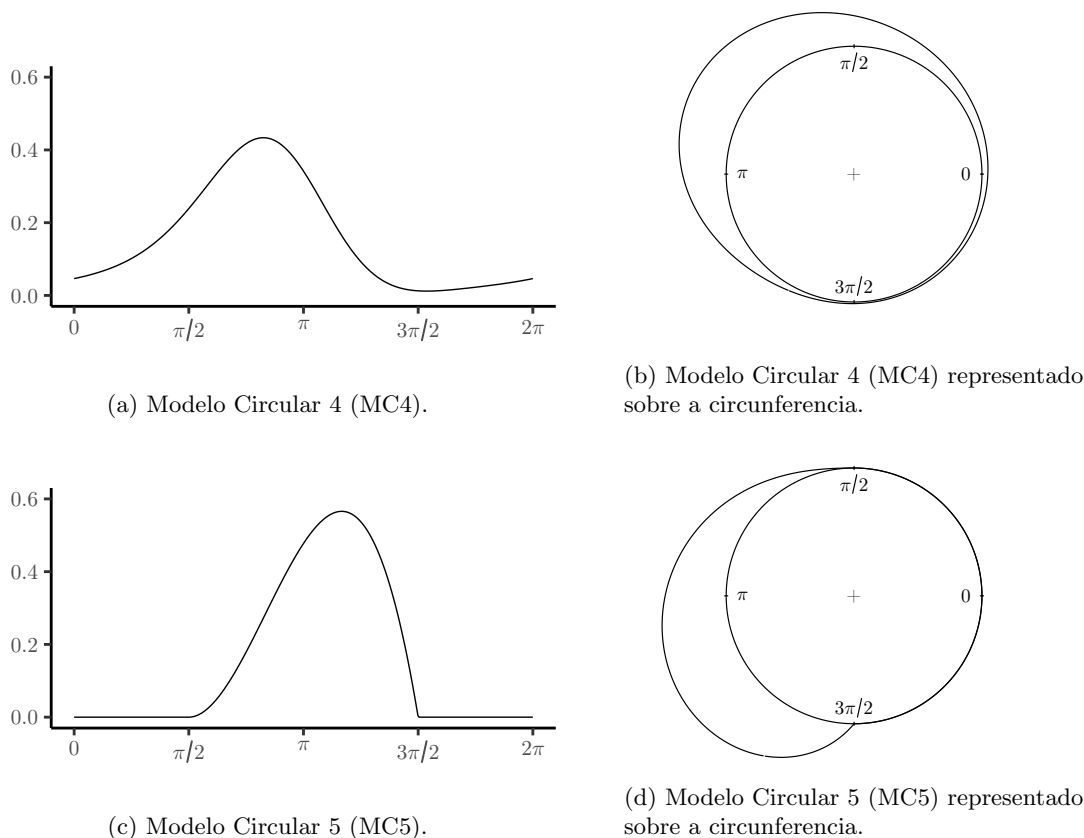 0.6
0.4
0.2
0.0
0 π/2 π 3π/2 2π
(a) Modelo Circular 4 (MC4).
π/2
π + 0
3π/2
(b) Modelo Circular 4 (MC4) representado
sobre a circunferencia.
0.6
0.4
0.2
0.0
0 π/2 π 3π/2 2π
(c) Modelo Circular 5 (MC5).
π/2
π + 0
3π/2
(d) Modelo Circular 5 (MC5) representado
sobre a circunferencia.